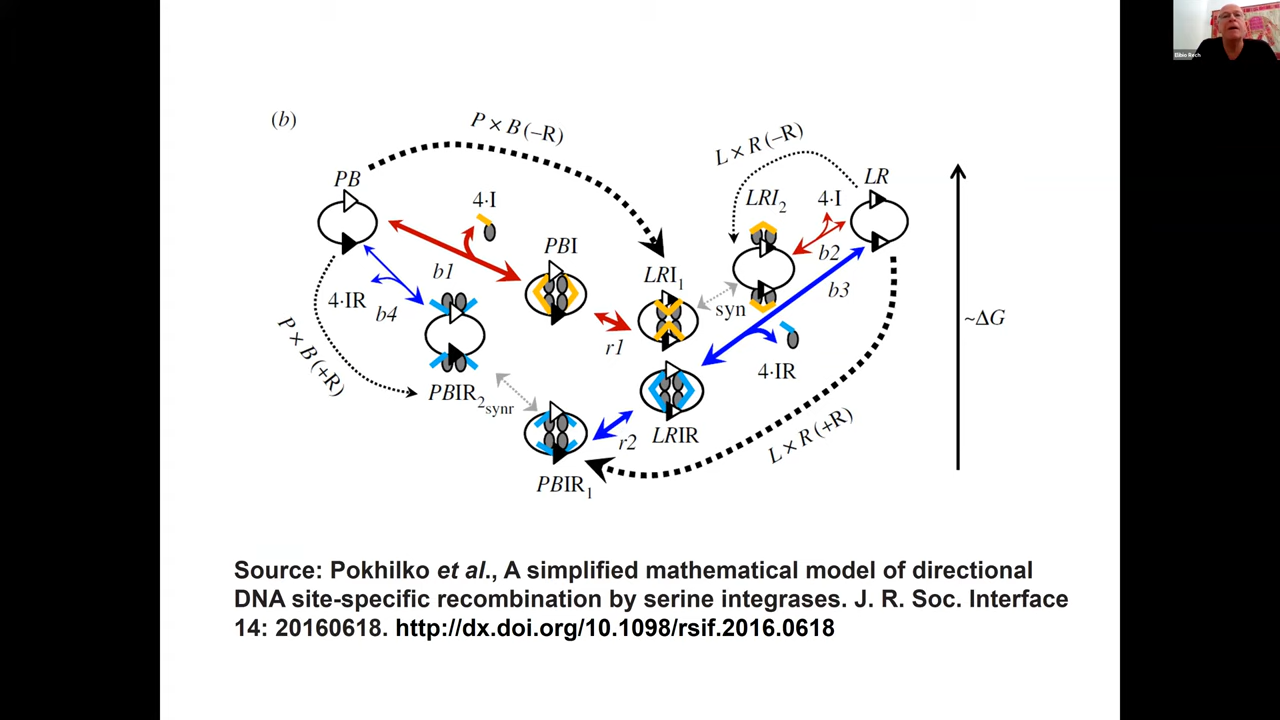 (b)
P × B (–R)
L × R (–R)
PB
LR
4·I
LRI2
4·I
PBI
b1
b2
LRI1
b3
4·IR
b4
syn
~ΔG
r1
4·IR
P × B (+R)
PBIR2
synr
r2
LRIR
L × R (+R)
PBIR1
Source: Pokhilko et al., A simplified mathematical model of directional
DNA site-specific recombination by serine integrases. J. R. Soc. Interface
14: 20160618. http://dx.doi.org/10.1098/rsif.2016.0618
Elibio Rech